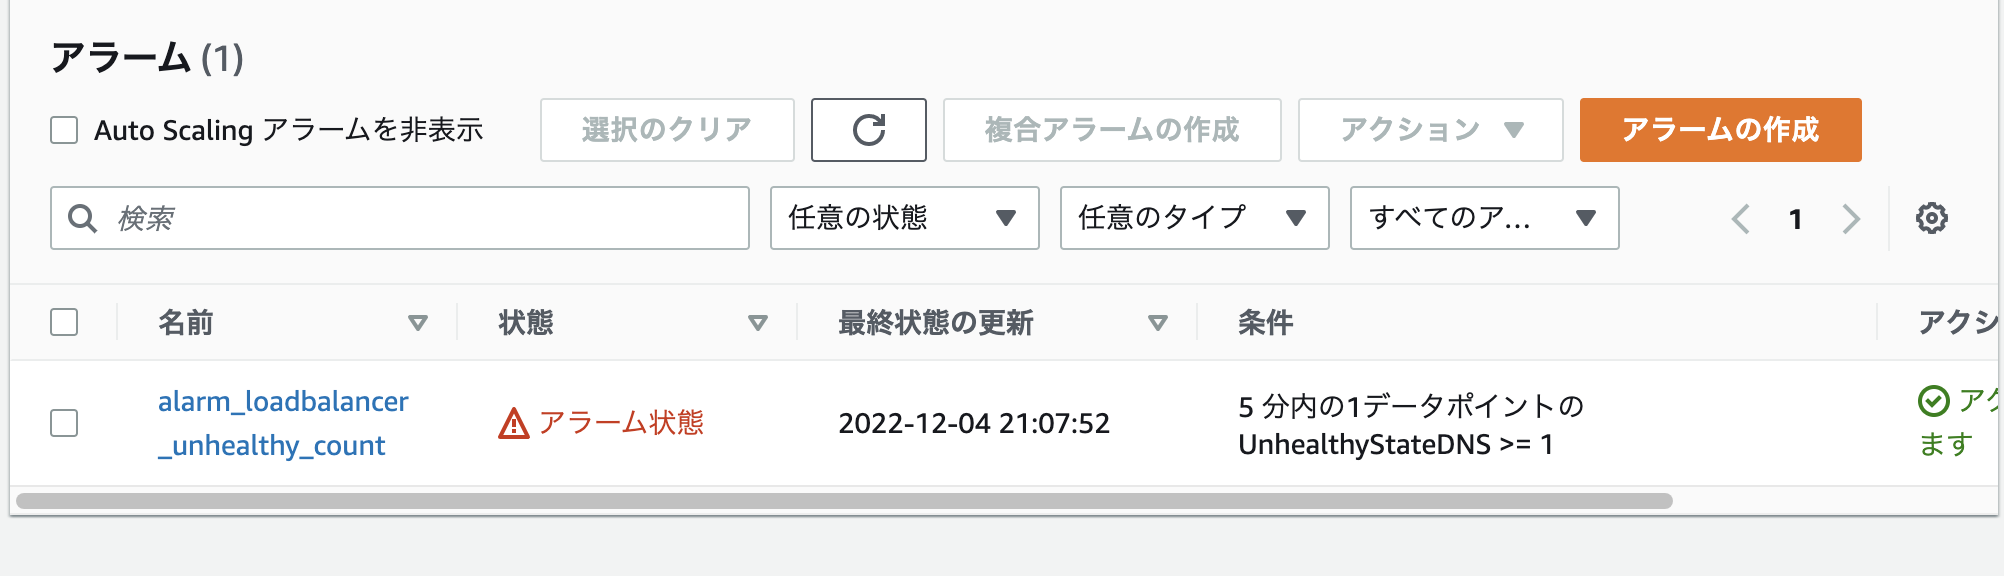 アラーム (1)
Auto Scaling アラームを非表示
選択のクリア
複合アラームの作成
アクション
アラームの作成
検索
任意の状態
任意のタイプ
すべてのア...
1
名前
状態
最終状態の更新
条件
アクシ
alarm_loadbalancer
_unhealthy_count
アラーム状態
2022-12-04 21:07:52
5 分内の1データポイントの
UnhealthyStateDNS >= 1
アク
ます